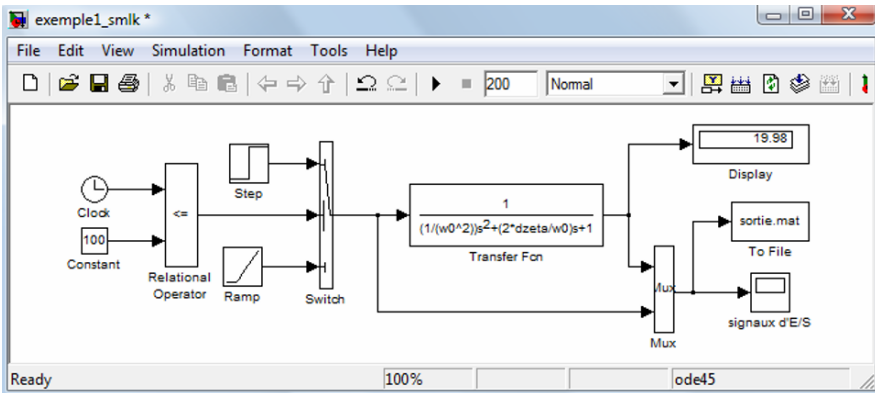 exemple1_smlk *
File Edit View Simulation Format Tools Help
200 Normal
19.98
Display
Step
Clock
<=
100
Constant
Relational
Operator
Ramp
Switch
1
(1/(w0^2))s2+(2*dzeta/w0)s+1
Transfer Fcn
sortie.mat
To File
Mux
Mux
signaux d'E/S
Ready 100% ode45